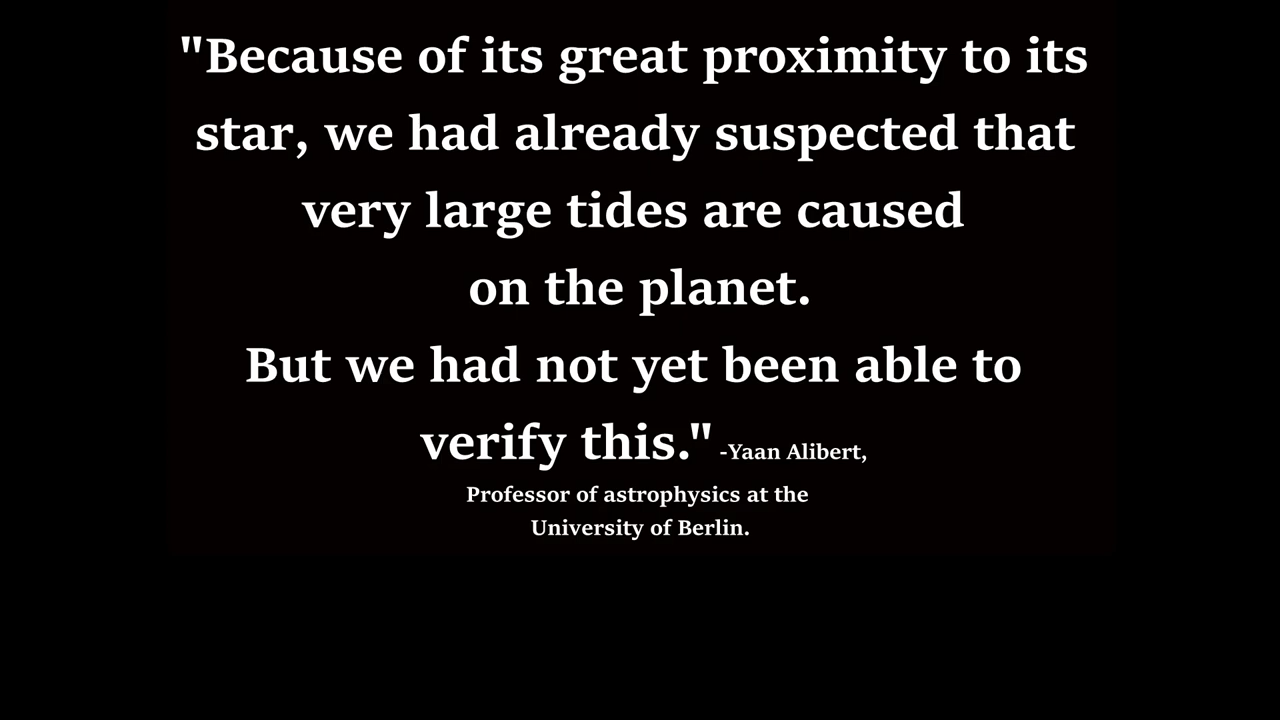 "Because of its great proximity to its
star, we had already suspected that
very large tides are caused
on the planet.
But we had not yet been able to
verify this." -Yaan Alibert,
Professor of astrophysics at the
University of Berlin.